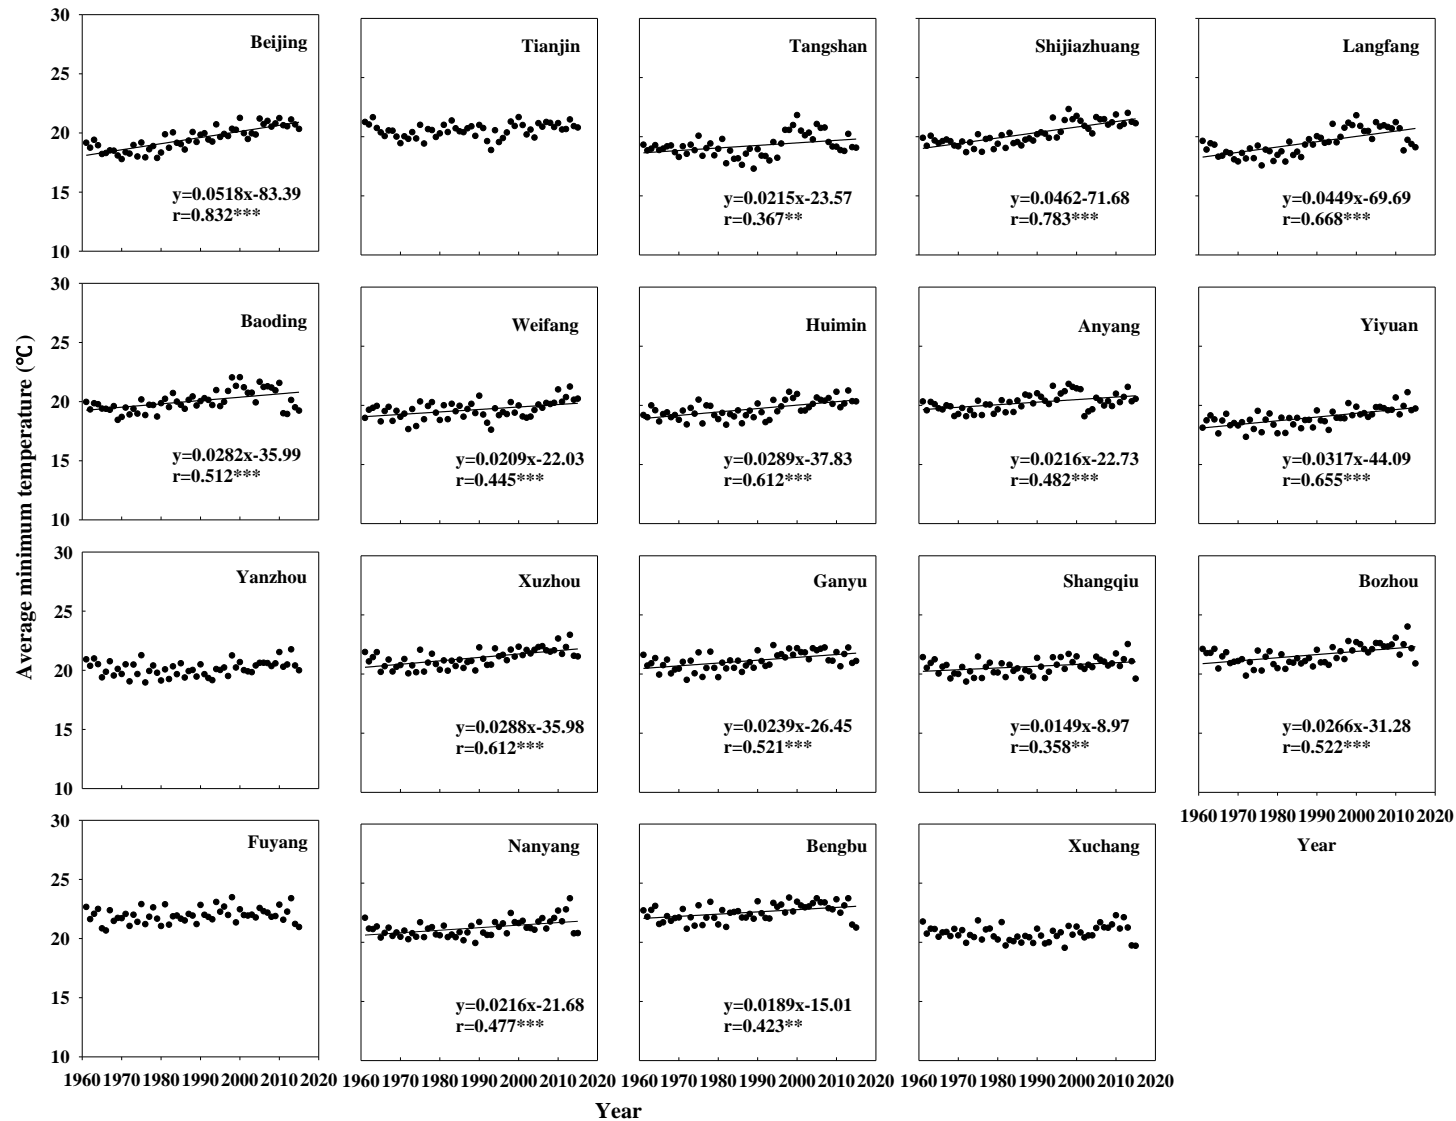 Average minimum temperature (℃)
30
25
20
15
10
Beijing
y=0.0518x-83.39
r=0.832***
Tianjin
Tangshan
y=0.0215x-23.57
r=0.367**
Shijiazhuang
y=0.0462-71.68
r=0.783***
Langfang
y=0.0449x-69.69
r=0.668***
30
25
20
15
10
Baoding
y=0.0282x-35.99
r=0.512***
Weifang
y=0.0209x-22.03
r=0.445***
Huimin
y=0.0289x-37.83
r=0.612***
Anyang
y=0.0216x-22.73
r=0.482***
Yiyuan
y=0.0317x-44.09
r=0.655***
30
25
20
15
10
Yanzhou
Xuzhou
y=0.0288x-35.98
r=0.612***
Ganyu
y=0.0239x-26.45
r=0.521***
Shangqiu
y=0.0149x-8.97
r=0.358**
Bozhou
y=0.0266x-31.28
r=0.522***
1960 1970 1980 1990 2000 2010 2020
Year
30
25
20
15
10
Fuyang
Nanyang
y=0.0216x-21.68
r=0.477***
Bengbu
y=0.0189x-15.01
r=0.423**
Xuchang
1960 1970 1980 1990 2000 2010 2020
1960 1970 1980 1990 2000 2010 2020
1960 1970 1980 1990 2000 2010 2020
1960 1970 1980 1990 2000 2010 2020
Year